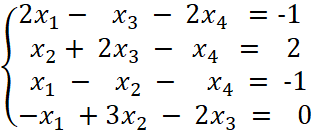 2x₁ − x₃ − 2x₄ = -1
x₂ + 2x₃ − x₄ = 2
x₁ − x₂ − x₄ = -1
−x₁ + 3x₂ − 2x₃ = 0